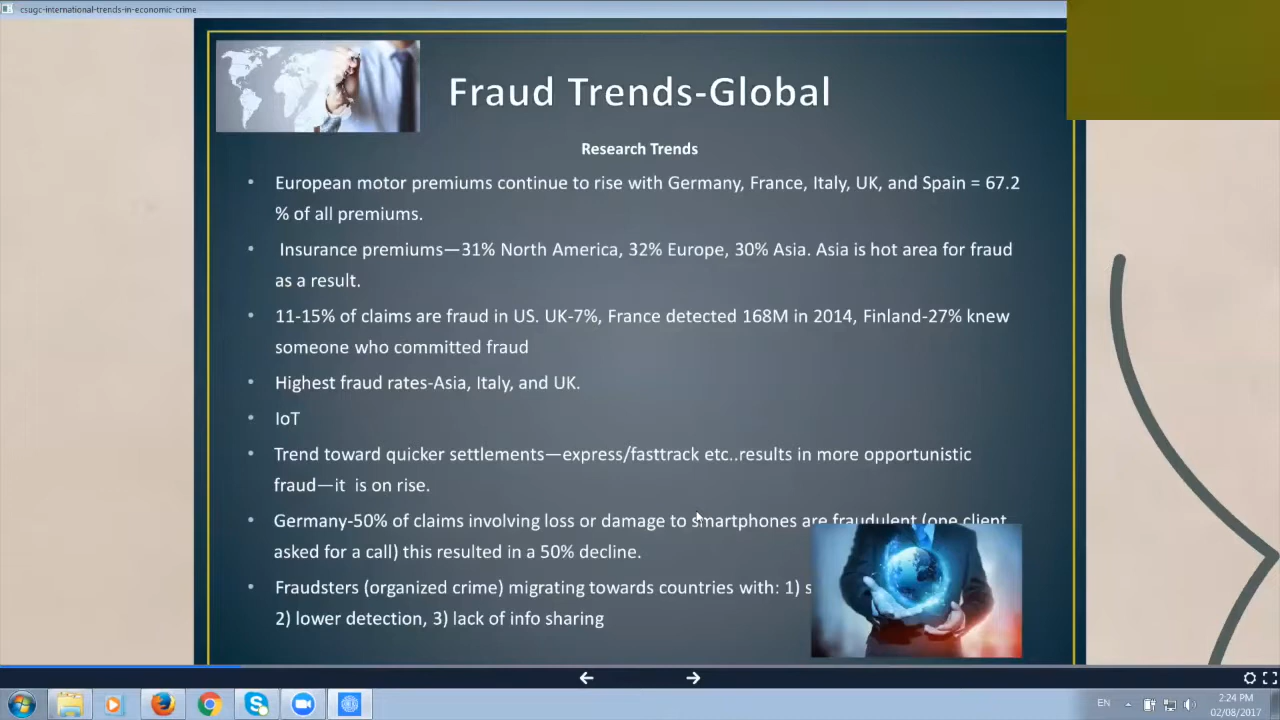 csugc-international-trends-in-economic-crime
Fraud Trends-Global
Research Trends
• European motor premiums continue to rise with Germany, France, Italy, UK, and Spain = 67.2
% of all premiums.
• Insurance premiums—31% North America, 32% Europe, 30% Asia. Asia is hot area for fraud
as a result.
• 11-15% of claims are fraud in US. UK-7%, France detected 168M in 2014, Finland-27% knew
someone who committed fraud
• Highest fraud rates-Asia, Italy, and UK.
• IoT
• Trend toward quicker settlements—express/fasttrack etc..results in more opportunistic
fraud—it  is on rise.
• Germany-50% of claims involving loss or damage to smartphones are fraudulent (one client
asked for a call) this resulted in a 50% decline.
• Fraudsters (organized crime) migrating towards countries with: 1)
2) lower detection, 3) lack of info sharing
EN
2:24 PM
02/08/2017